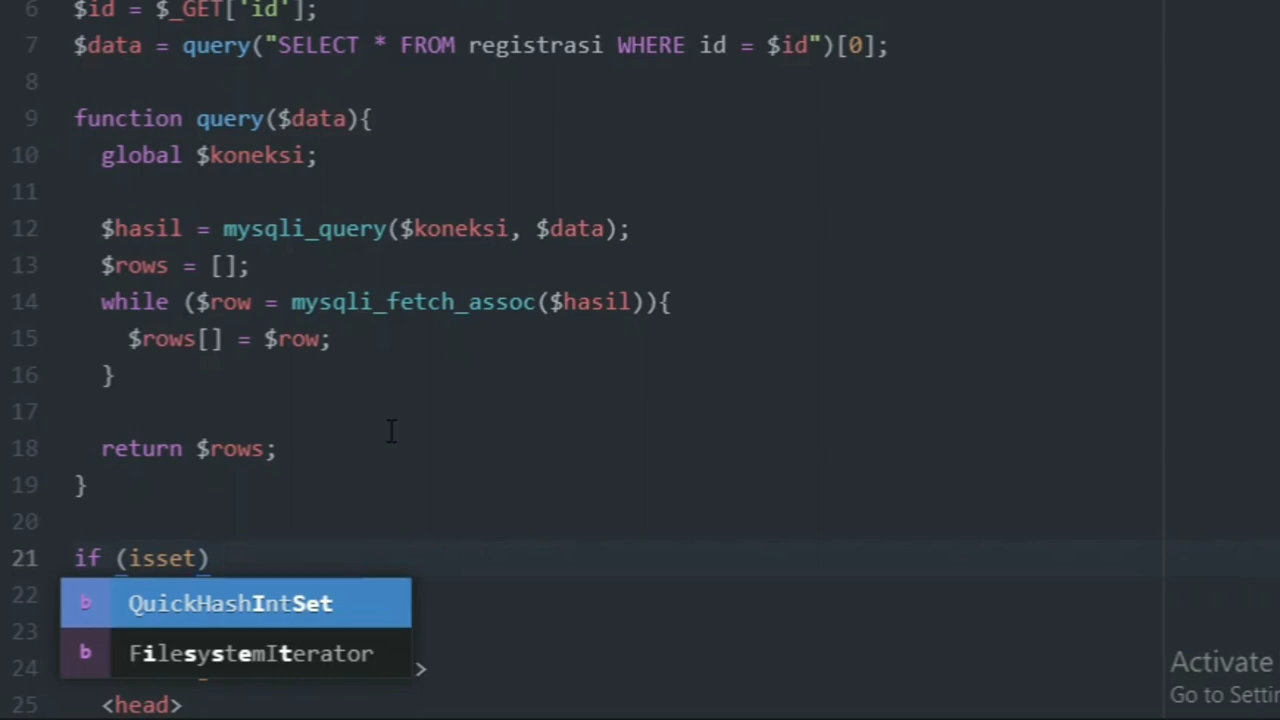 6 $id = $_GET['id'];
7 $data = query("SELECT * FROM registrasi WHERE id = $id")[0];
8
9 function query($data){
10 global $koneksi;
11
12 $hasil = mysqli_query($koneksi, $data);
13 $rows = [];
14 while ($row = mysqli_fetch_assoc($hasil)){
15 $rows[] = $row;
16 }
17
18 return $rows;
19 }
20
21 if (isset)
22 b QuickHashIntSet
23
b FilesystemIterator
24 >
25 <head>
Activate
Go to Settin